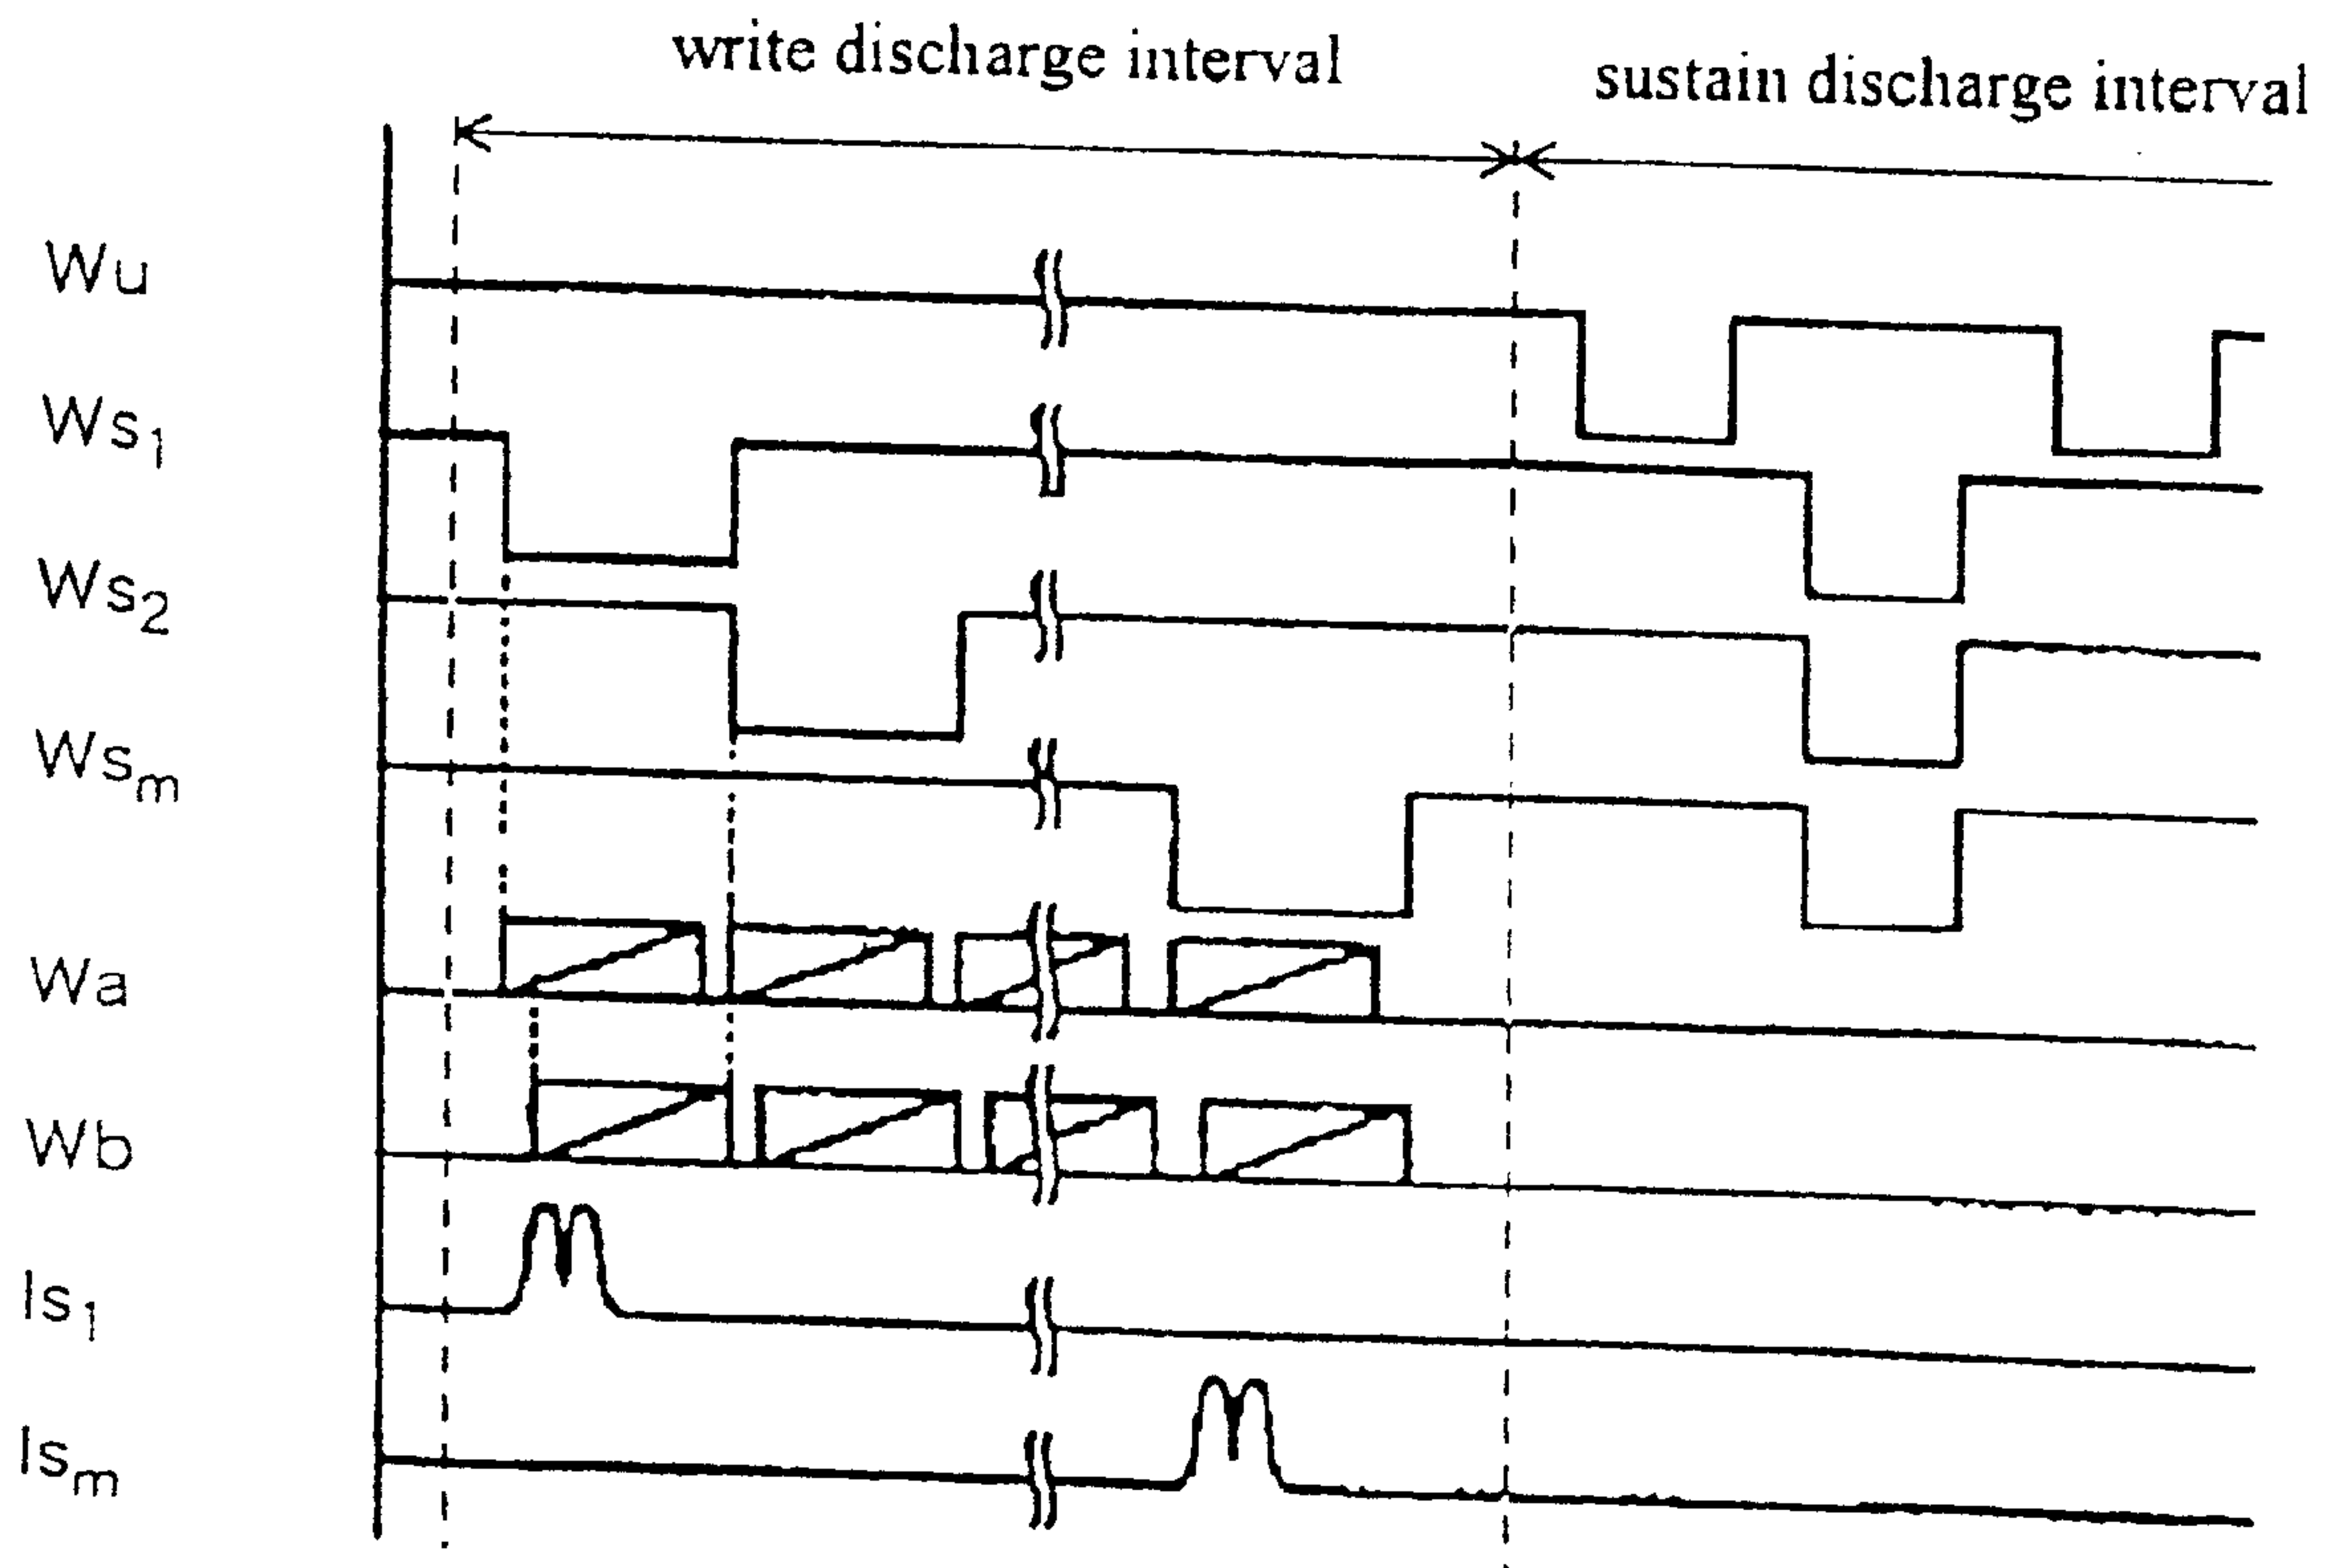 write discharge interval
sustain discharge interval
Wu
Ws1
Ws2
Wsm
Wa
Wb
Is1
Ism